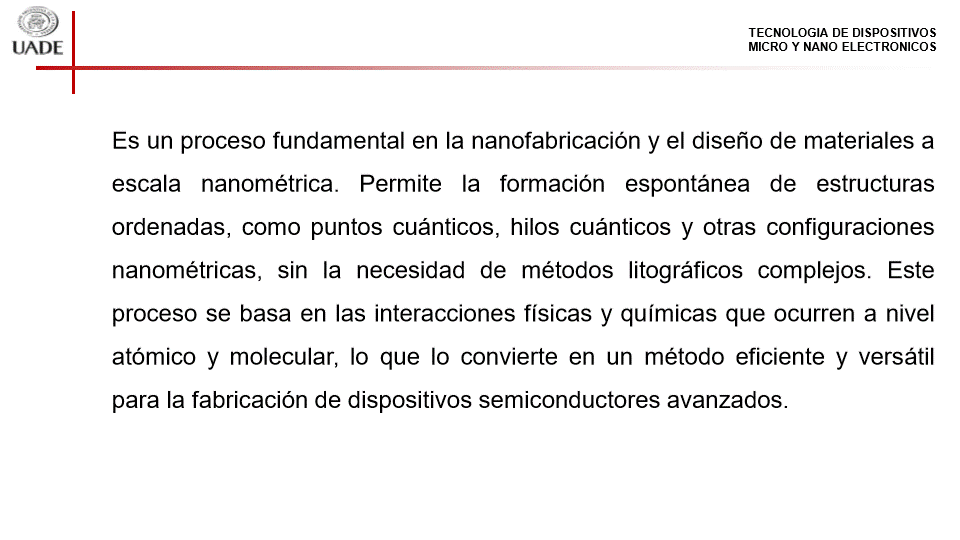 UADE
TECNOLOGIA DE DISPOSITIVOS
MICRO Y NANO ELECTRONICOS
Es un proceso fundamental en la nanofabricación y el diseño de materiales a
escala nanométrica. Permite la formación espontánea de estructuras
ordenadas, como puntos cuánticos, hilos cuánticos y otras configuraciones
nanométricas, sin la necesidad de métodos litográficos complejos. Este
proceso se basa en las interacciones físicas y químicas que ocurren a nivel
atómico y molecular, lo que lo convierte en un método eficiente y versátil
para la fabricación de dispositivos semiconductores avanzados.